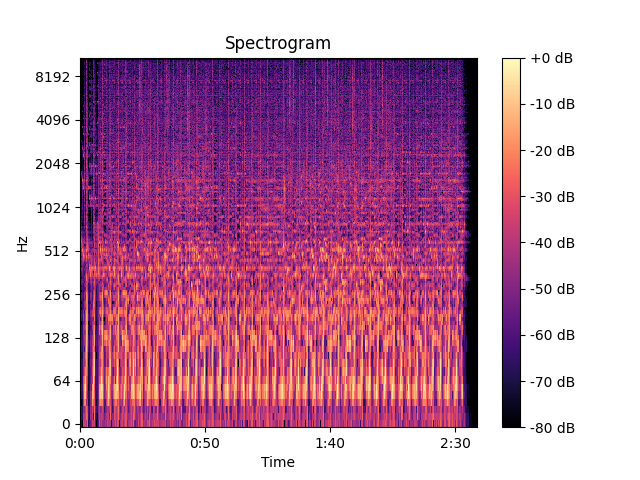 Spectrogram
Hz
8192
4096
2048
1024
512
256
128
64
0
0:00
0:50
1:40
2:30
Time
+0 dB
-10 dB
-20 dB
-30 dB
-40 dB
-50 dB
-60 dB
-70 dB
-80 dB